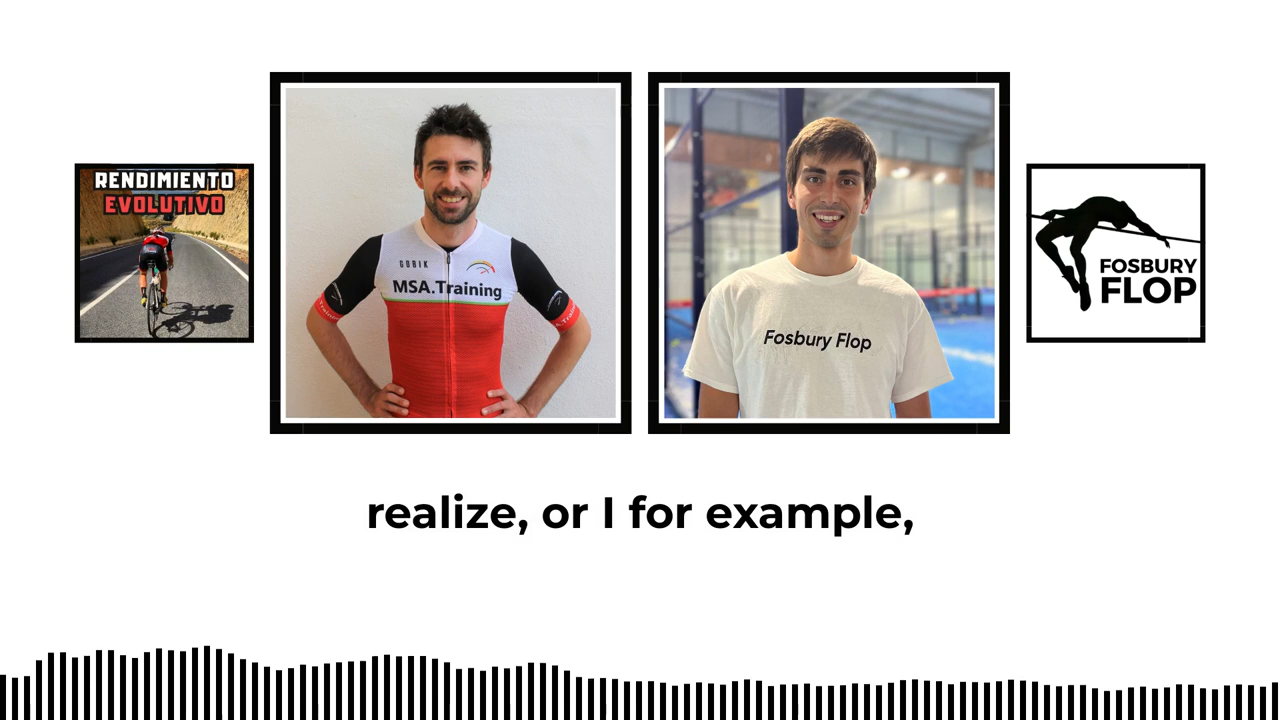 RENDIMIENTO
EVOLUTIVO
GOBIK
MSA.Training
Fosbury Flop
FOSBURY
FLOP
realize, or I for example,